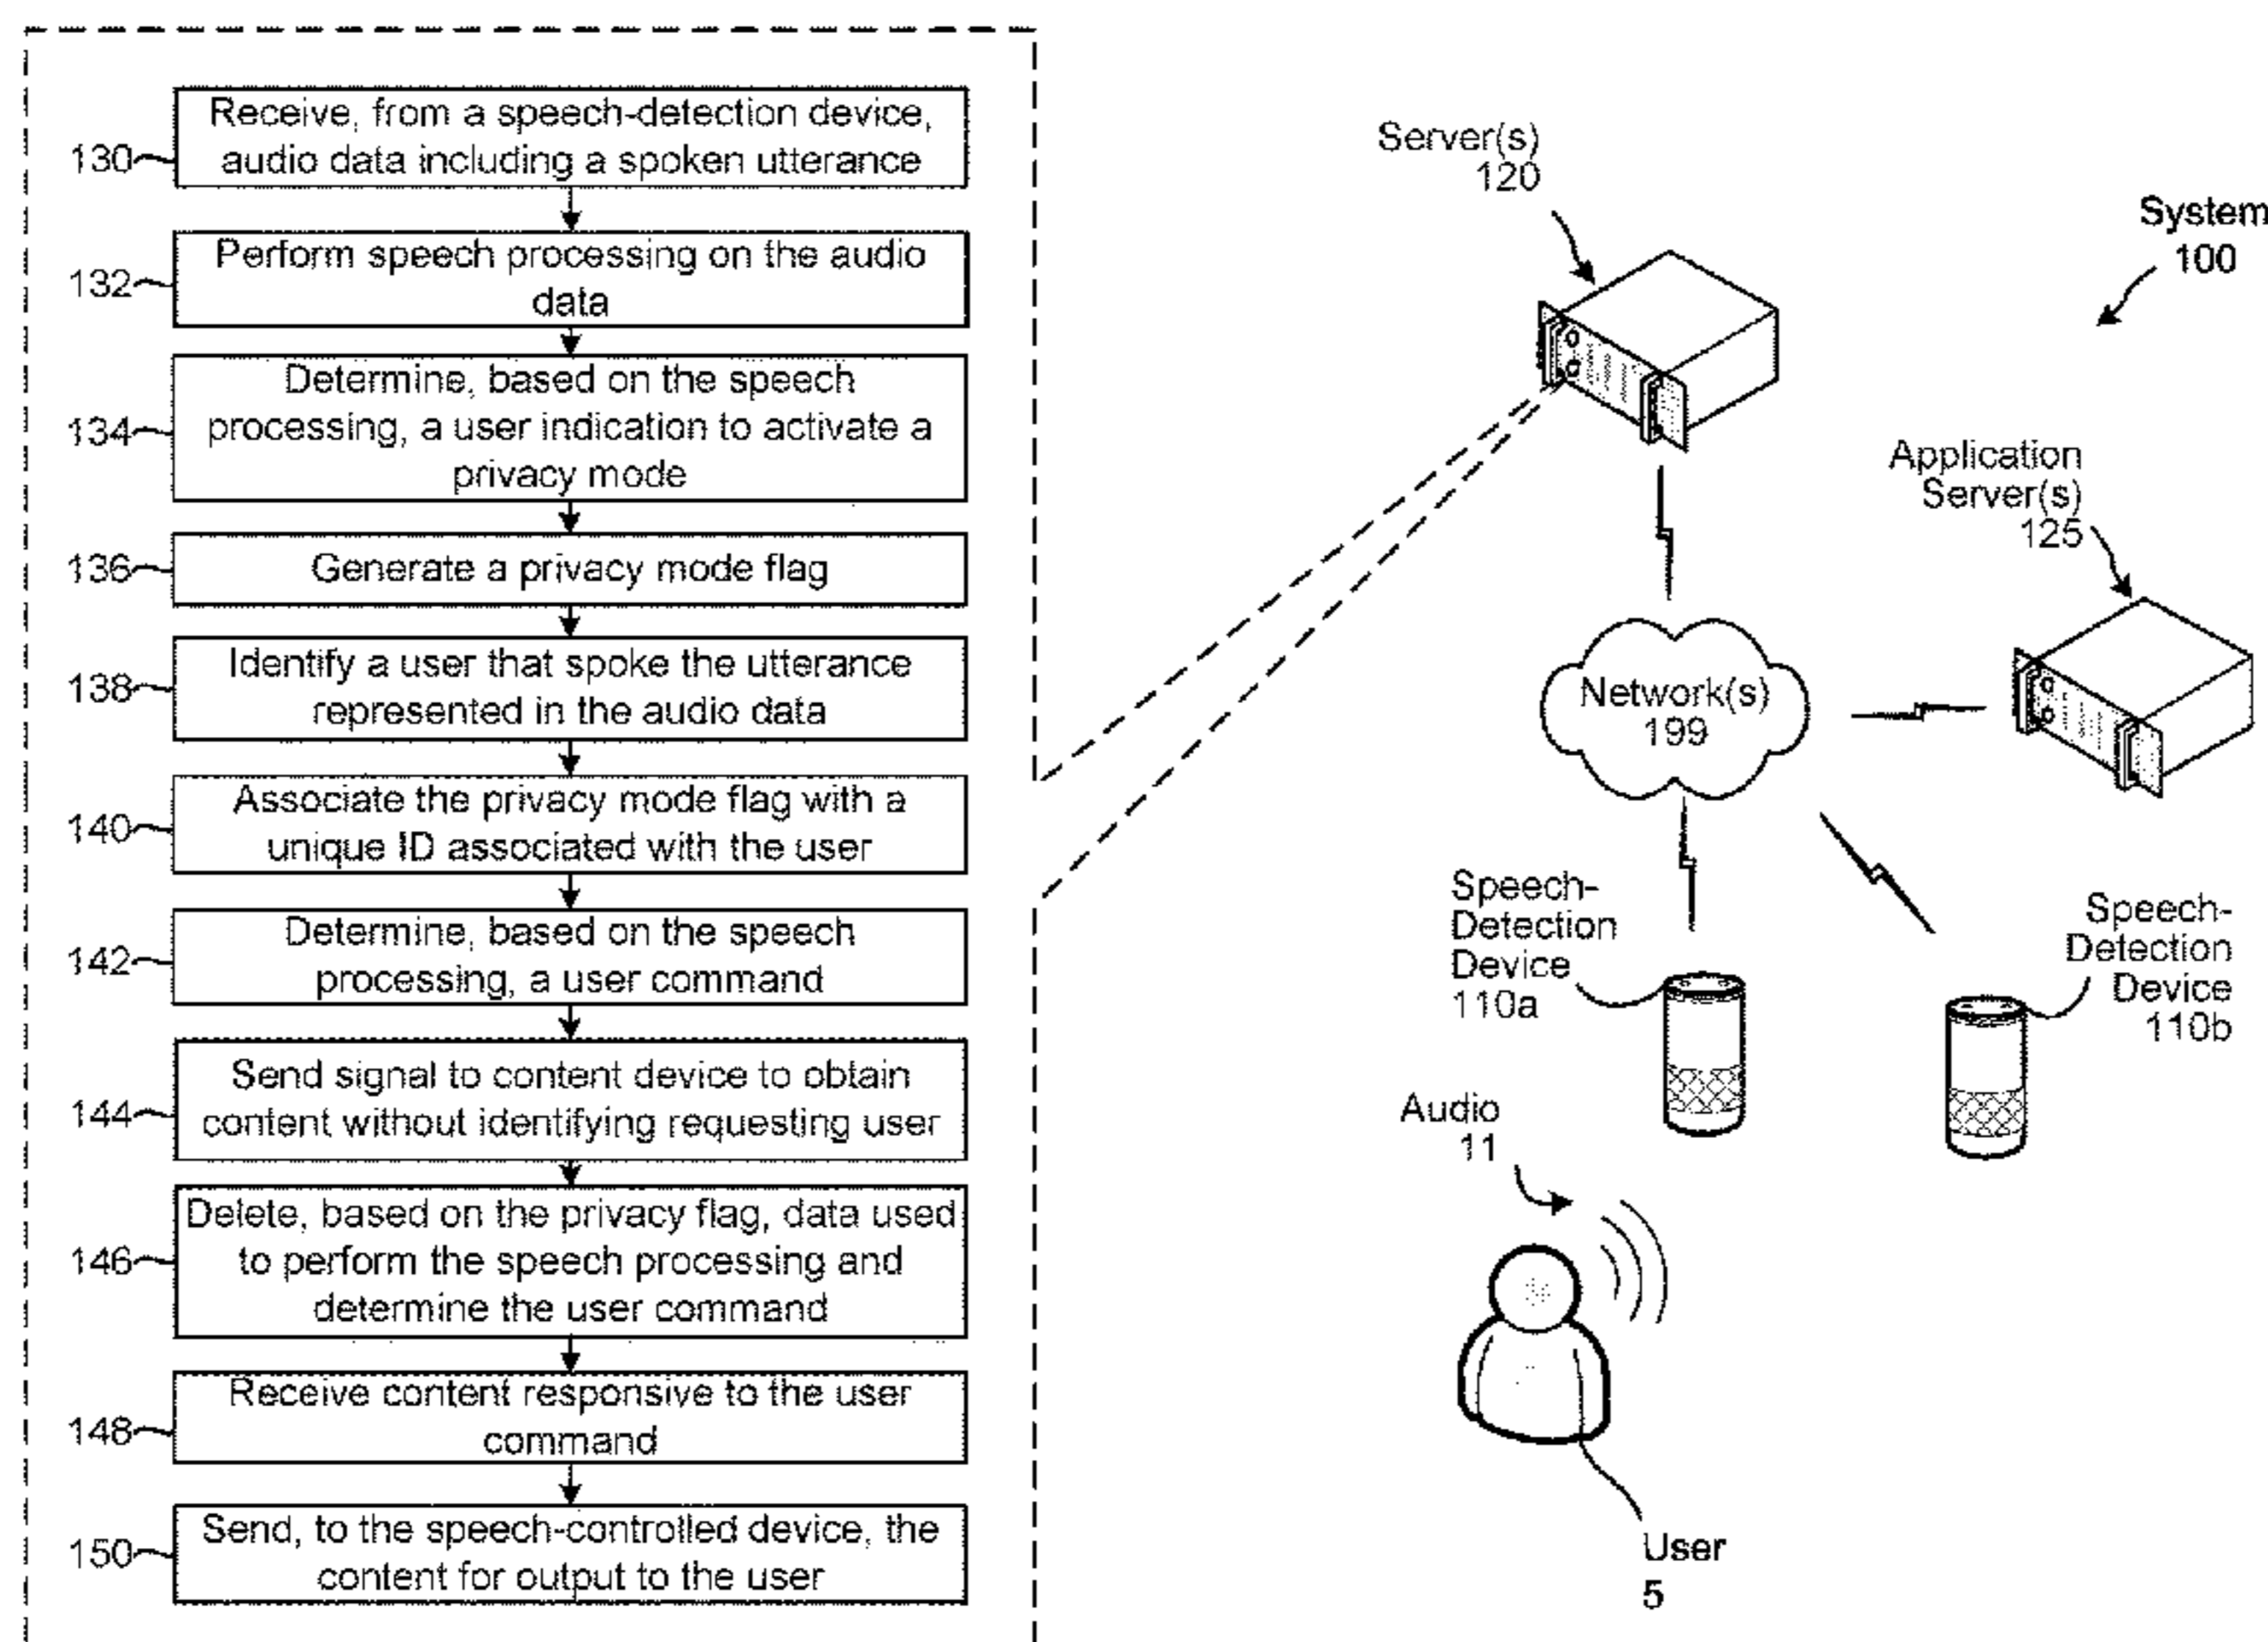 Receive, from a speech-detection device,
audio data including a spoken utterance
130
Perform speech processing on the audio
data
132
Determine, based on the speech
processing, a user indication to activate a
privacy mode
134
Generate a privacy mode flag
136
Identify a user that spoke the utterance
represented in the audio data
138
Associate the privacy mode flag with a
unique ID associated with the user
140
Determine, based on the speech
processing, a user command
142
Send signal to content device to obtain
content without identifying requesting user
144
Delete, based on the privacy flag, data used
to perform the speech processing and
determine the user command
146
Receive content responsive to the user
command
148
Send, to the speech-controlled device, the
content for output to the user
150
Server(s)
120
System
100
Application
Server(s)
125
Network(s)
199
Speech-
Detection
Device
110a
Speech-
Detection
Device
110b
Audio
11
User
5